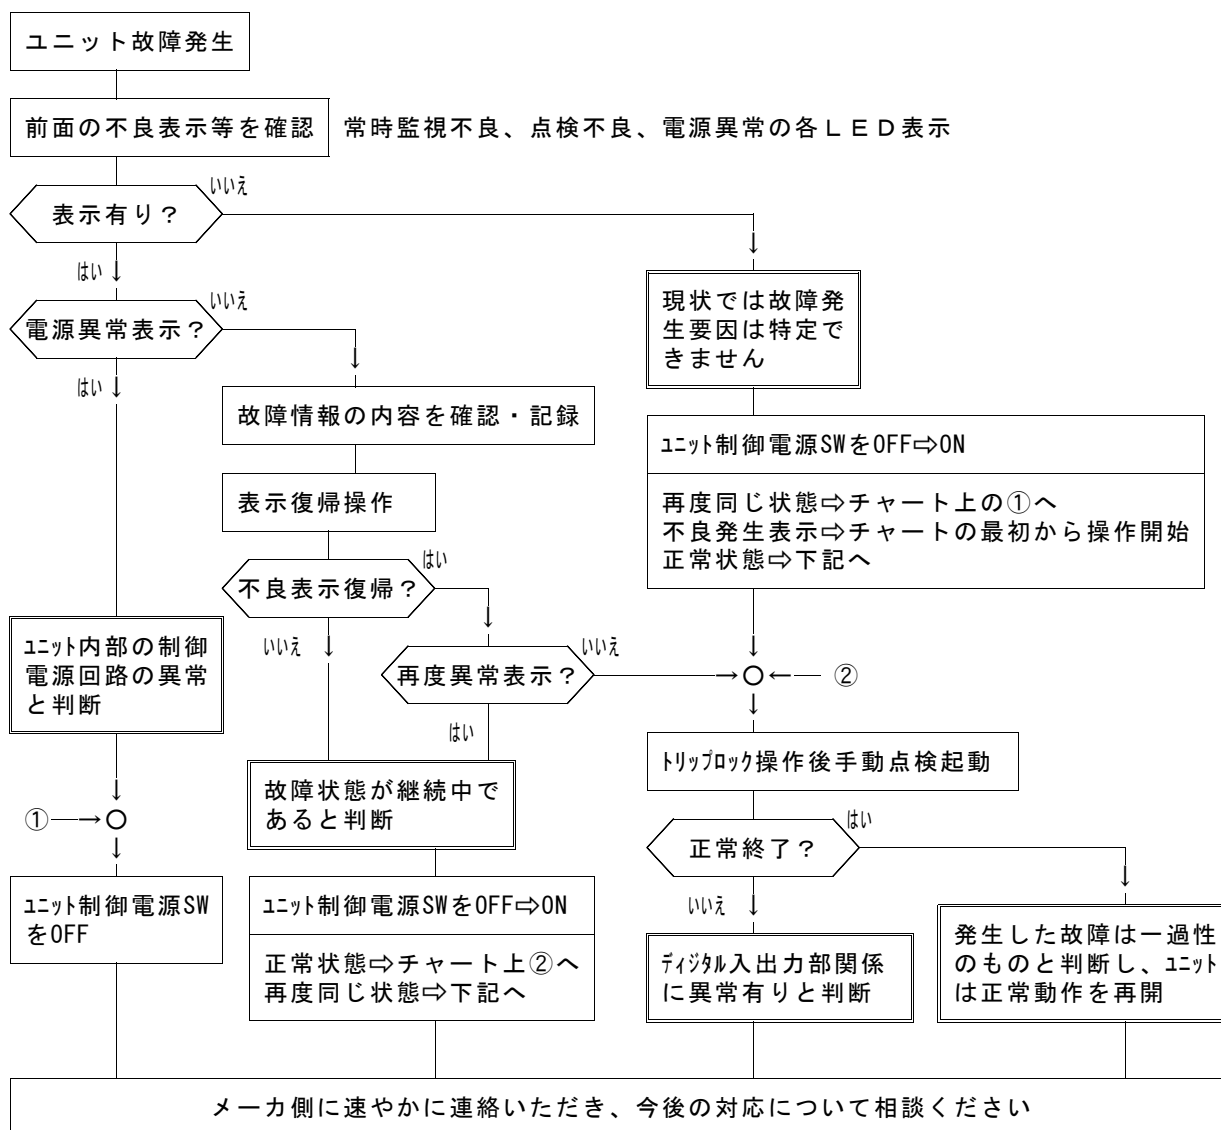 ユニット故障発生
前面の不良表示等を確認
常時監視不良、点検不良、電源異常の各ＬＥＤ表示
いいえ
表示有り？
はい
↓
↓
いいえ
電源異常表示？
はい
↓
↓
現状では故障発
生要因は特定で
きません
故障情報の内容を確認・記録
ﾕﾆｯﾄ制御電源SWをOFF⇨ON
再度同じ状態⇨チャート上の①へ
不良発生表示⇨チャートの最初から操作開始
正常状態⇨下記へ
表示復帰操作
はい
不良表示復帰？
いいえ
↓
↓
↓
ﾕﾆｯﾄ内部の制御
電源回路の異常
と判断
いいえ
再度異常表示？
はい
→○←
②
↓
ﾄﾘｯﾌﾟﾛｯｸ操作後手動点検起動
↓
①
→○
↓
故障状態が継続中で
あると判断
はい
正常終了？
いいえ
↓
↓
ﾕﾆｯﾄ制御電源SW
をOFF
ﾕﾆｯﾄ制御電源SWをOFF⇨ON
正常状態⇨チャート上②へ
再度同じ状態⇨下記へ
ﾃﾞｨｼﾞﾀﾙ入出力部関係
に異常有りと判断
発生した故障は一過性
のものと判断し、ﾕﾆｯﾄ
は正常動作を再開
メーカ側に速やかに連絡いただき、今後の対応について相談ください